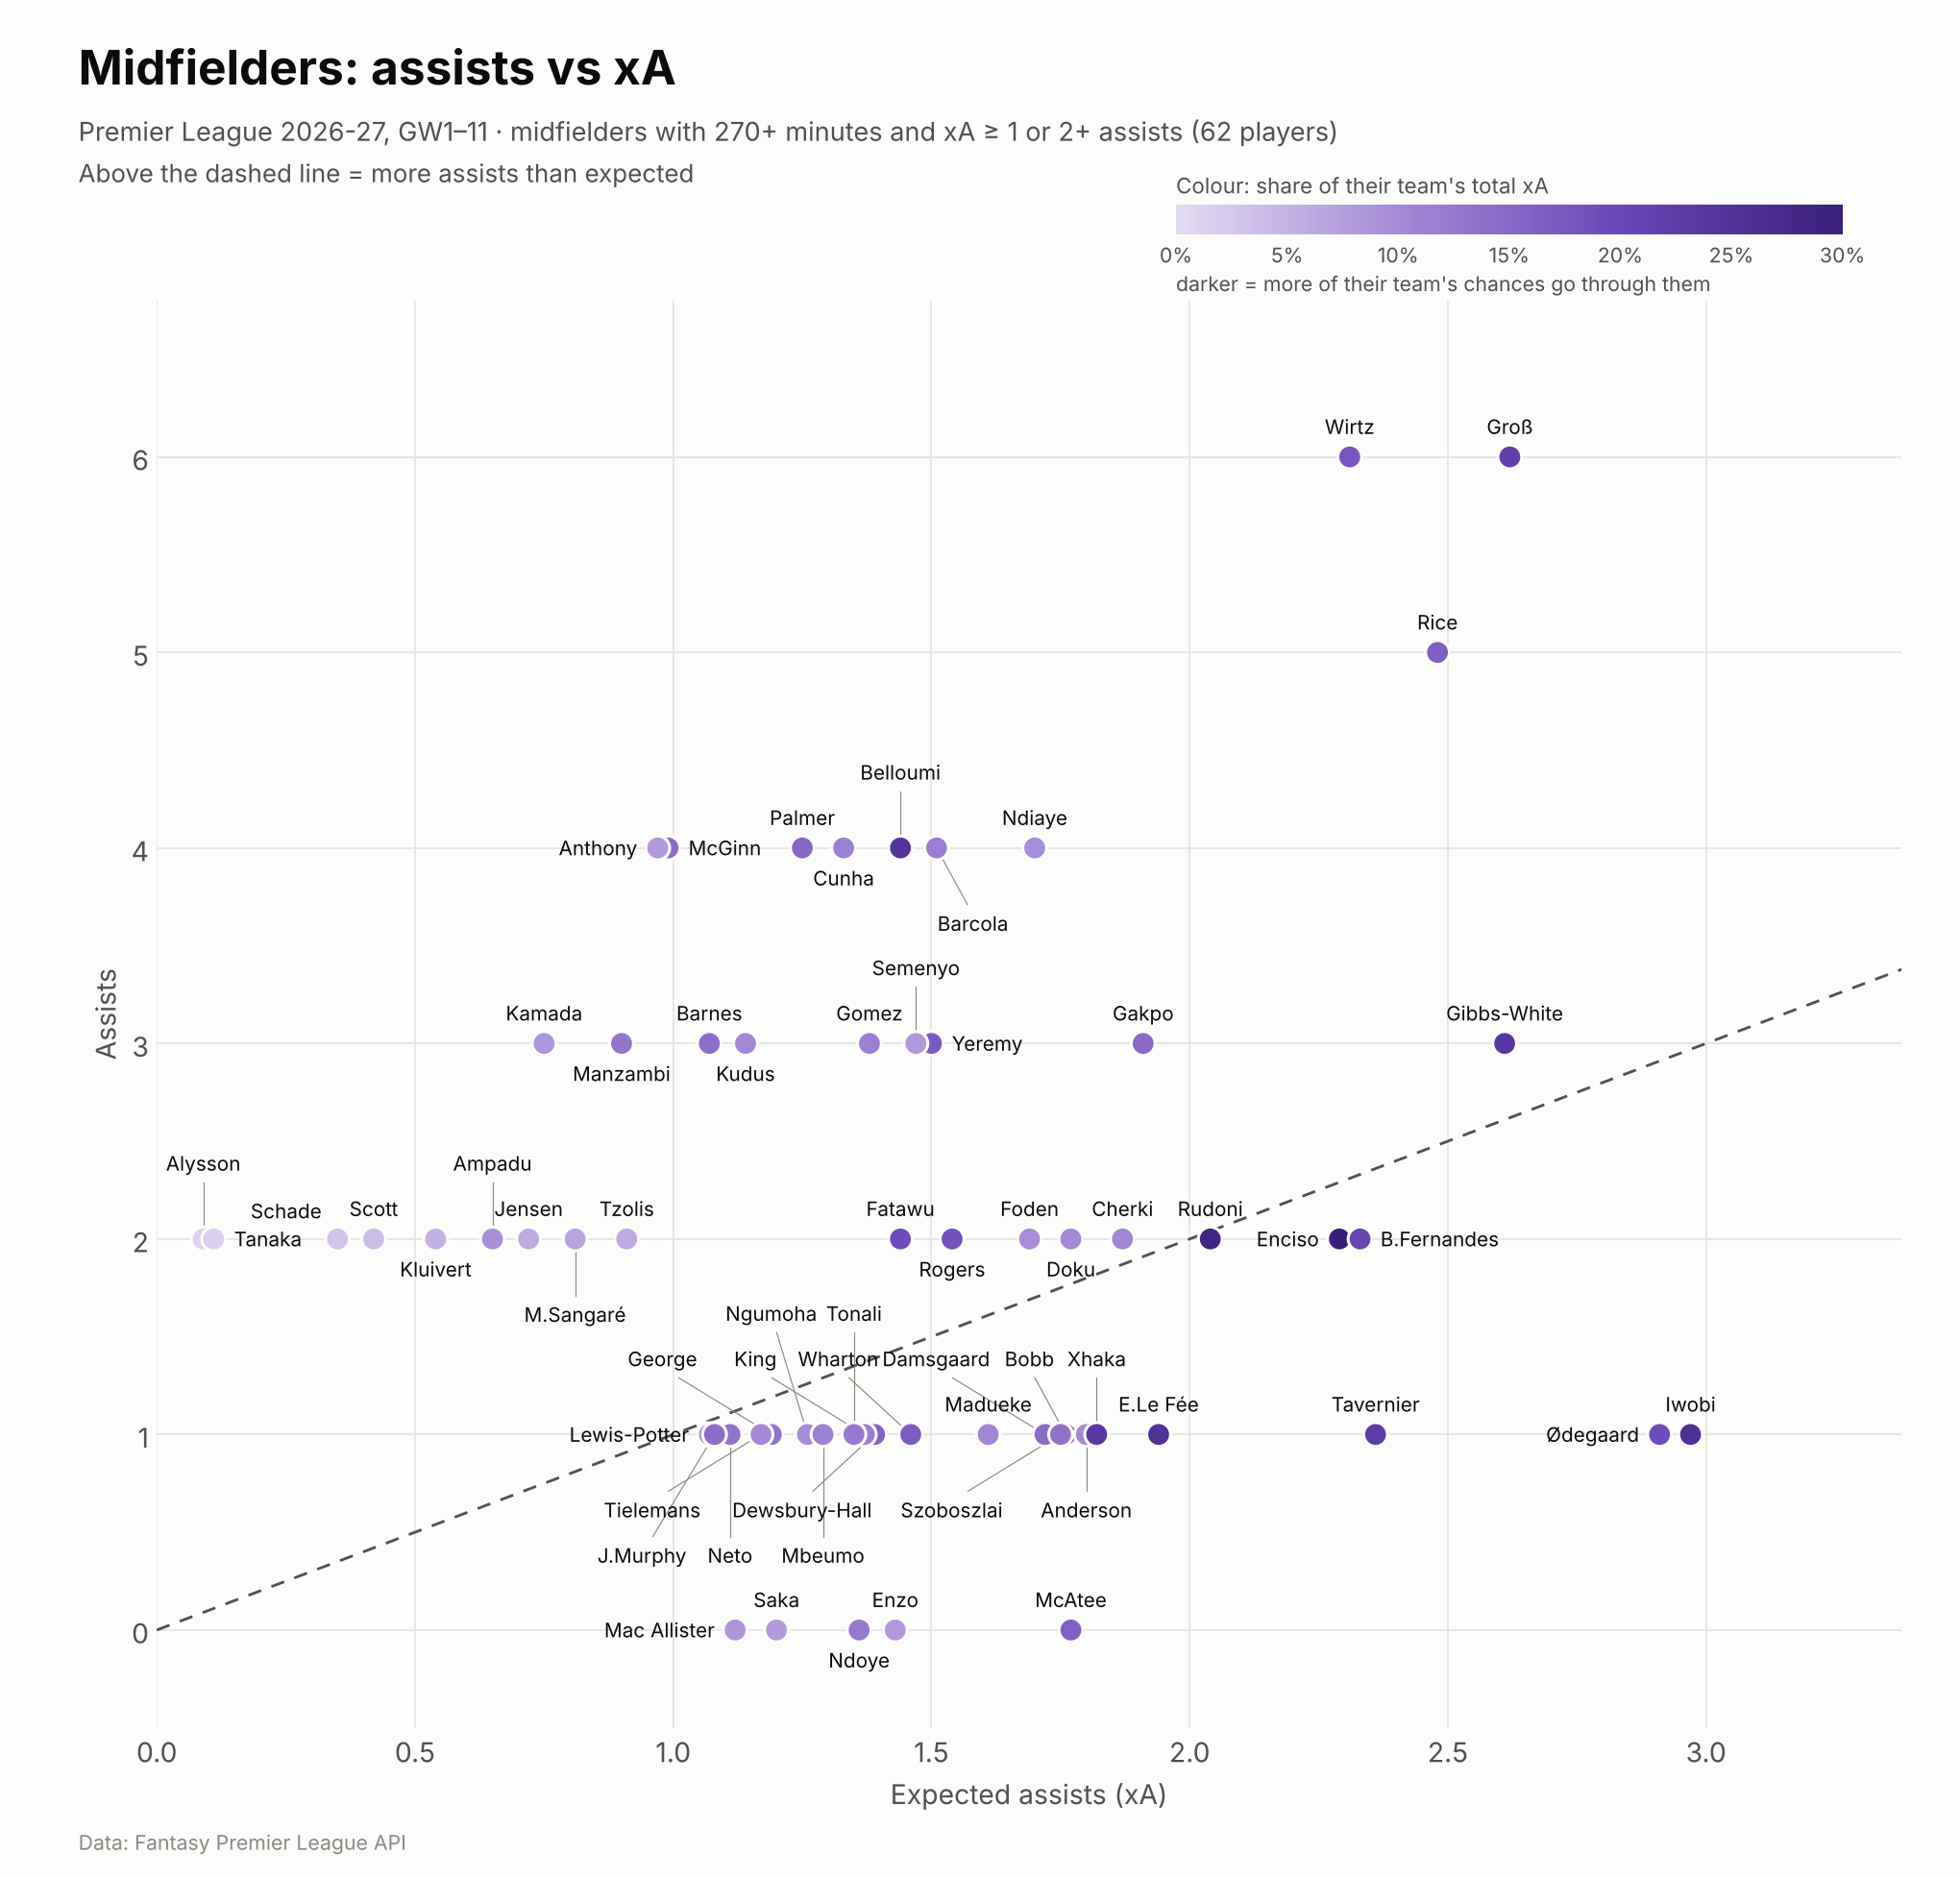 Midfielders: assists vs xA
Premier League 2026-27, GW1–11 · midfielders with 270+ minutes and xA ≥ 1 or 2+ assists (62 players)
Above the dashed line = more assists than expected
Colour: share of their team's total xA
0% 5% 10% 15% 20% 25% 30%
darker = more of their team's chances go through them
Wirtz Groß
6
Rice
5
Belloumi
Palmer Ndiaye
4 Anthony McGinn
Cunha
Barcola
Semenyo
Kamada Barnes Gomez Gakpo Gibbs-White
3 Yeremy
Manzambi Kudus
Assists
Alysson Ampadu
Schade Scott Jensen Tzolis Fatawu Foden Cherki Rudoni
2 Tanaka Enciso B.Fernandes
Kluivert Rogers Doku
M.Sangaré
Ngumoha Tonali
George King Wharton Damsgaard Bobb Xhaka
Madueke E.Le Fée Tavernier Iwobi
1 Lewis-Potter Ødegaard
Tielemans Dewsbury-Hall Szoboszlai Anderson
J.Murphy Neto Mbeumo
Saka Enzo McAtee
0 Mac Allister
Ndoye
0.0 0.5 1.0 1.5 2.0 2.5 3.0
Expected assists (xA)
Data: Fantasy Premier League API